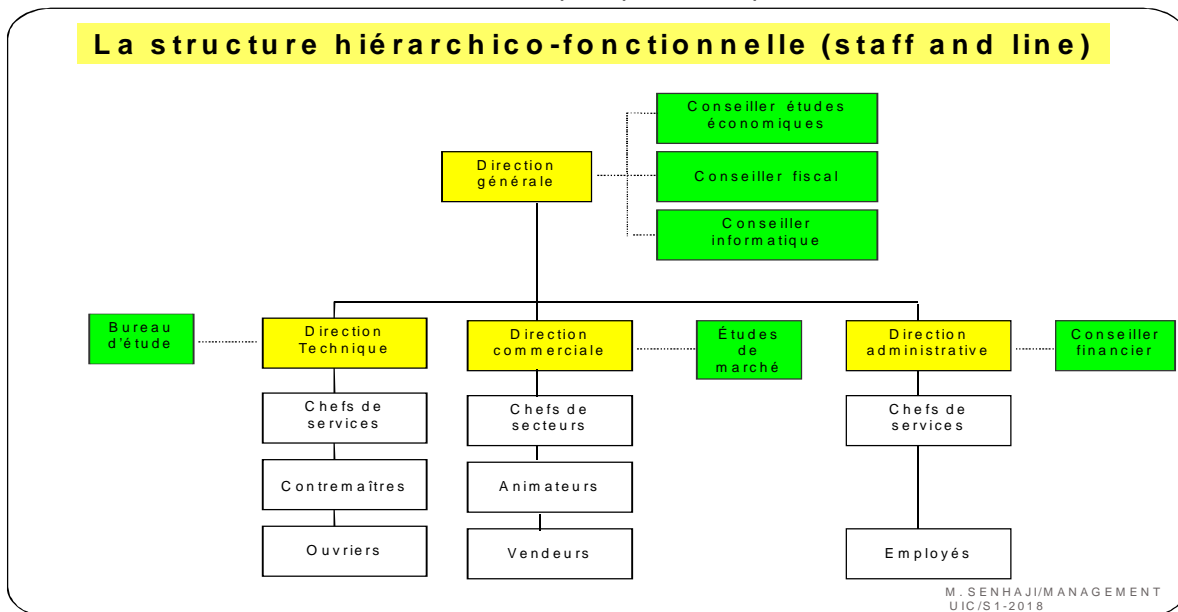 La structure hiérarchico-fonctionnelle (staff and line)
Conseiller études
économiques
Direction
générale
Conseiller fiscal
Conseiller
informatique
Bureau
d'étude
Direction
Technique
Direction
commerciale
Études
de
marché
Direction
administrative
Conseiller
financier
Chefs de
services
Chefs de
secteurs
Chefs de
services
Contremaîtres
Animateurs
Ouvriers
Vendeurs
Employés
M. SENHAJI/MANAGEMENT
UIC/S1-2018